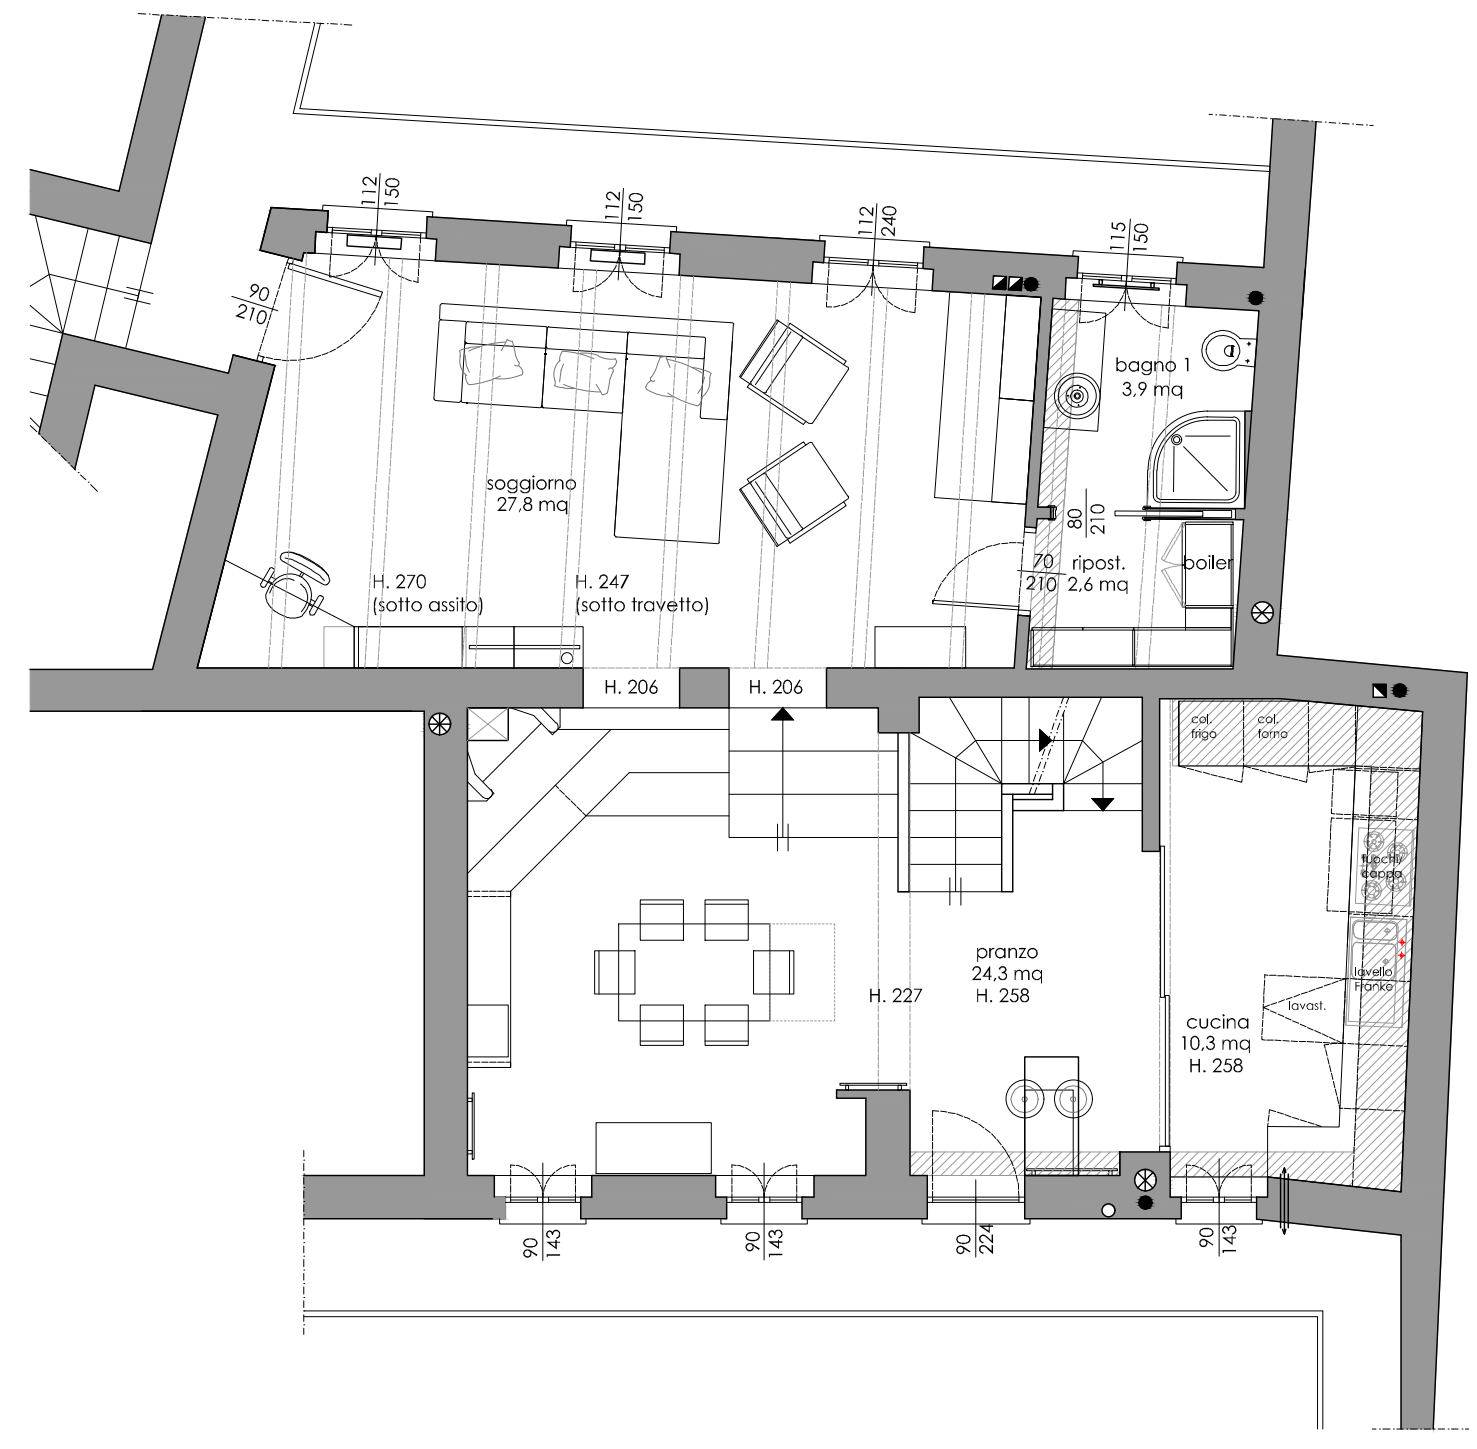 112
150
112
150
112
240
115
150
90
210
bagno 1
3,9 mq
soggiorno
27,8 mq
80
210
70
210
ripost.
2,6 mq
boiler
H. 270
(sotto assito)
H. 247
(sotto travetto)
H. 206
H. 206
col.
frigo
col.
forno
fuochi/
cappa
pranzo
24,3 mq
H. 258
H. 227
lavello
Franke
lavast.
cucina
10,3 mq
H. 258
90
143
90
143
90
224
90
143